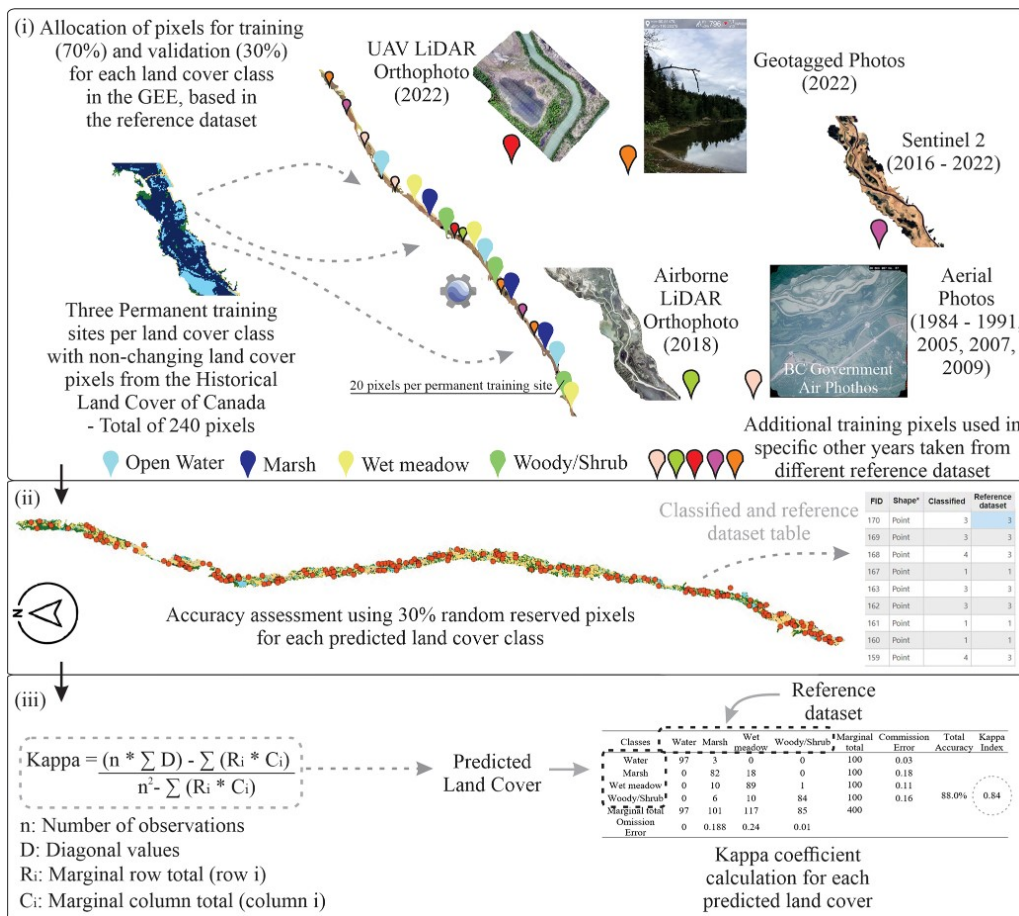 (i) Allocation of pixels for training
(70%) and validation (30%)
for each land cover class
in the GEE, based in
the reference dataset
UAV LiDAR
Orthophoto
(2022)
796
Geotagged Photos
(2022)
Sentinel 2
(2016 - 2022)
Three Permanent training
sites per land cover class
with non-changing land cover
pixels from the Historical
Land Cover of Canada
- Total of 240 pixels
20 pixels per permanent training site
Airborne
LiDAR
Orthophoto
(2018)
BC Government
Air Phothos
Aerial
Photos
(1984 - 1991,
2005, 2007,
2009)
Open Water
Marsh
Wet meadow
Woody/Shrub
Additional training pixels used in
specific other years taken from
different reference dataset
(ii)
Classified and reference
dataset table
FID Shape* Classified Reference dataset
170 Point 3 3
169 Point 3 3
168 Point 4 3
167 Point 1 1
163 Point 3 3
162 Point 3 3
161 Point 1 1
160 Point 1 1
159 Point 4 3
N
Accuracy assessment using 30% random reserved pixels
for each predicted land cover class
(iii)
Kappa = (n * ∑ D) - ∑ (Ri * Ci)
n² - ∑ (Ri * Ci)
n: Number of observations
D: Diagonal values
Ri: Marginal row total (row i)
Ci: Marginal column total (column i)
Predicted
Land Cover
Reference
dataset
Classes Water Marsh Wet meadow Woody/Shrub Marginal total Commission Error Total Accuracy Kappa Index
Water 97 3 0 0 100 0.03
Marsh 0 82 18 0 100 0.18
Wet meadow 0 10 89 1 100 0.11
Woody/Shrub 0 6 10 84 100 0.16 88.0% 0.84
Marginal total 97 101 117 85 400
Omission Error 0 0.188 0.24 0.01
Kappa coefficient
calculation for each
predicted land cover